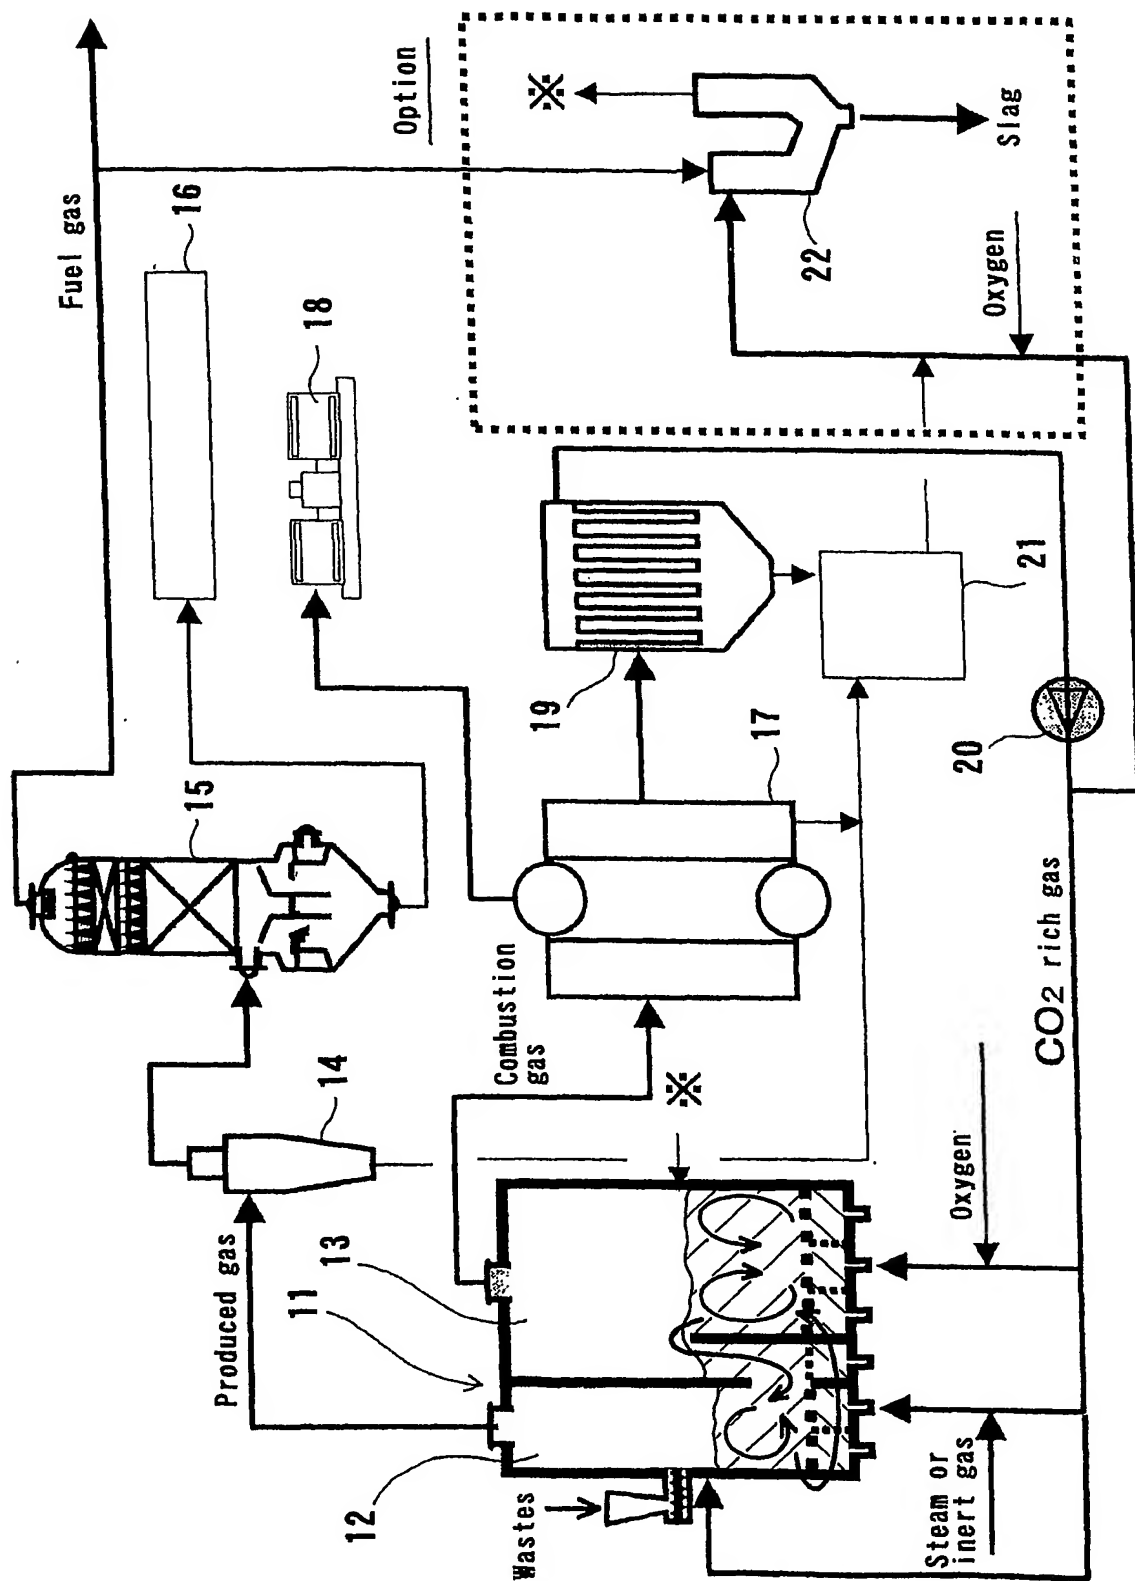 Fuel gas
16
Option
※
Slag
22
Oxygen
18
15
19
17
21
20
14
Combustion
gas
※
CO2 rich gas
Produced gas
13
11
12
Wastes
Oxygen
Steam or
inert gas